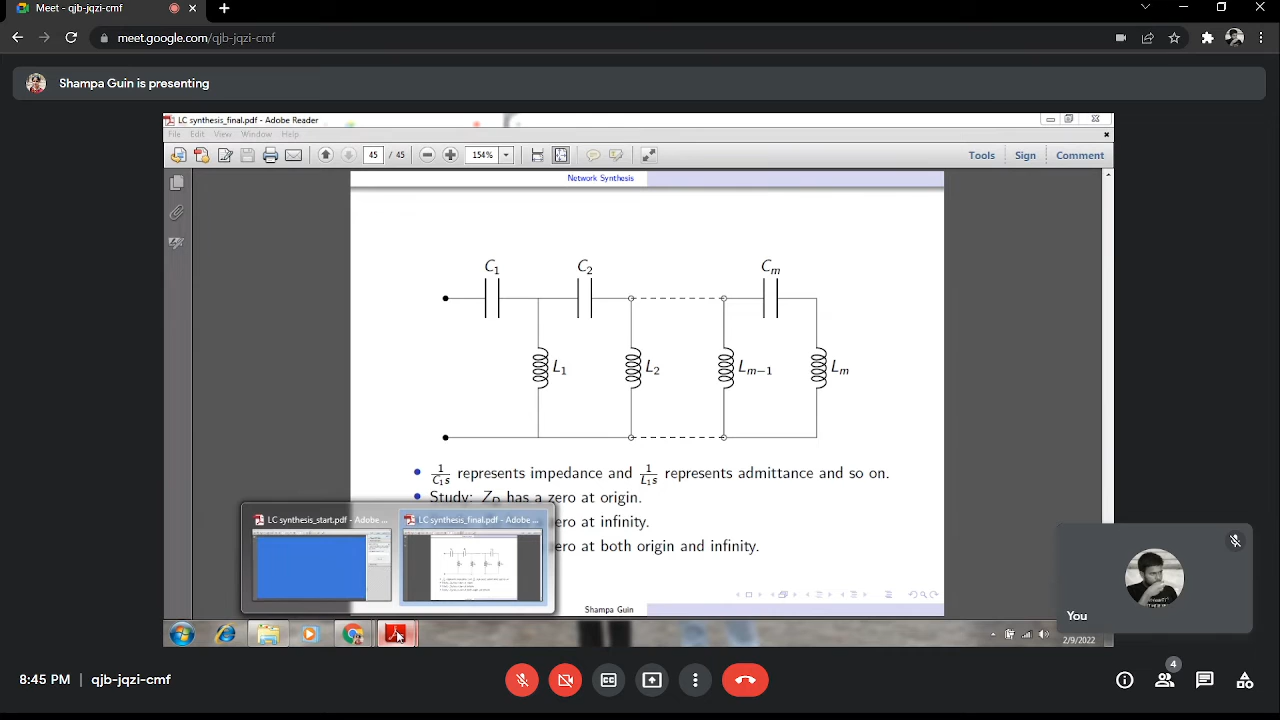 Meet - qjb-jqzi-cmf
meet.google.com/qjb-jqzi-cmf
Shampa Guin is presenting
LC synthesis_final.pdf - Adobe Reader
File Edit View Window Help
45 / 45 154% Tools Sign Comment
Network Synthesis
C₁ C₂ Cₘ
L₁ L₂ Lₘ₋₁ Lₘ
• 1/C₁s represents impedance and 1/L₁s represents admittance and so on.
• Study: Z_D has a zero at origin.
zero at infinity.
zero at both origin and infinity.
LC synthesis_start.pdf - Adobe ... LC synthesis_final.pdf - Adobe ...
Shampa Guin
2/9/2022
You
8:45 PM | qjb-jqzi-cmf
CC
4